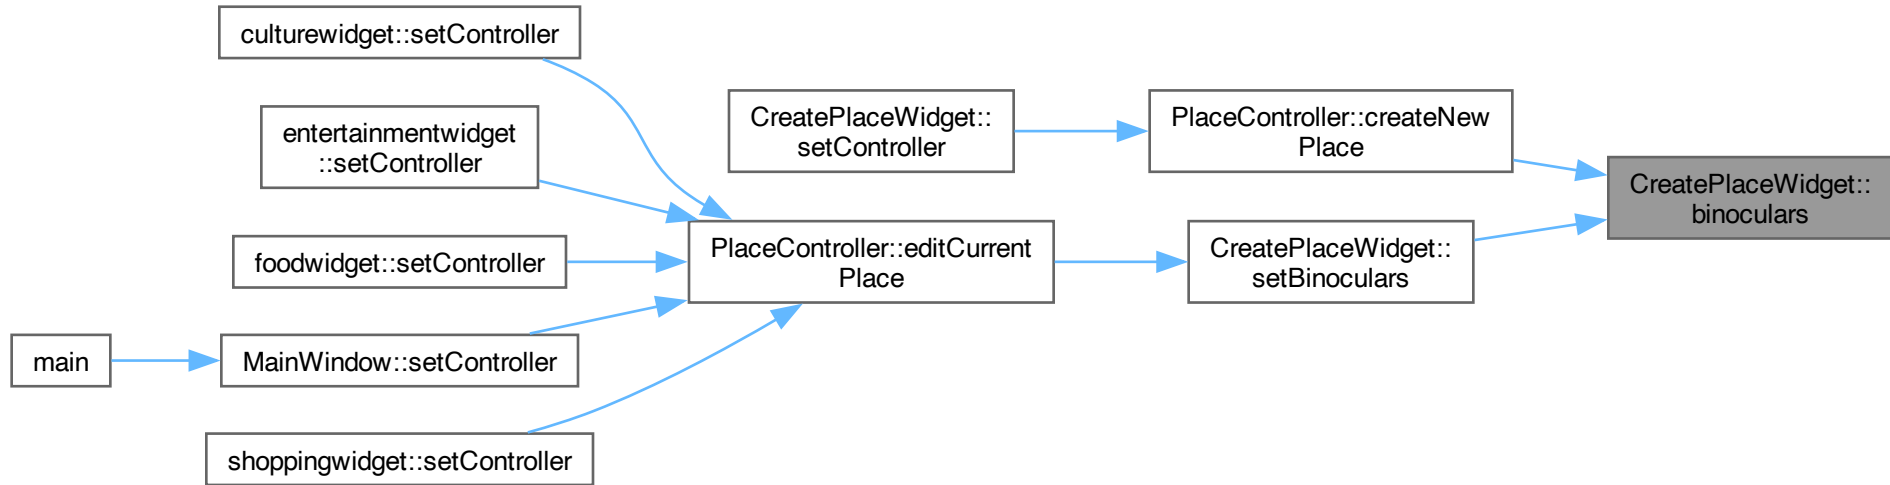 culturewidget::setController
entertainmentwidget
::setController
foodwidget::setController
main
MainWindow::setController
shoppingwidget::setController
CreatePlaceWidget::
setController
PlaceController::editCurrent
Place
PlaceController::createNew
Place
CreatePlaceWidget::
setBinoculars
CreatePlaceWidget::
binoculars